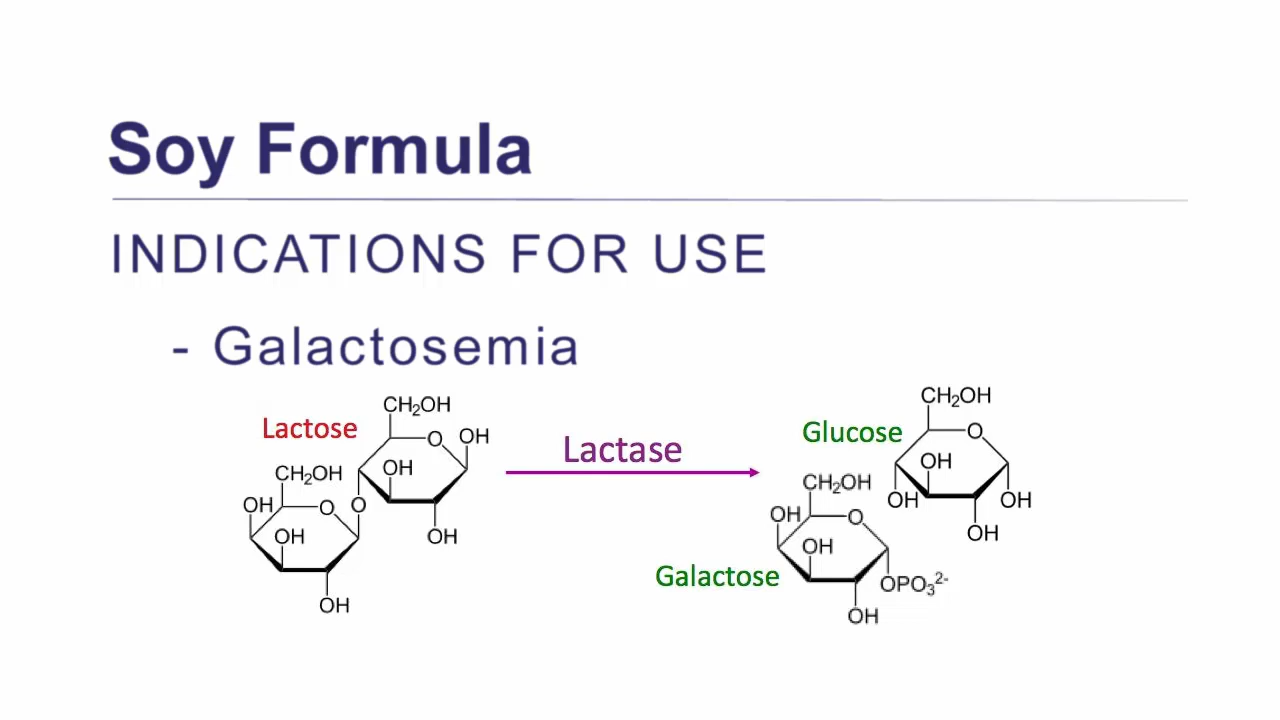 Soy Formula
INDICATIONS FOR USE
- Galactosemia
Lactose
CH₂OH
O
OH
OH
OH
CH₂OH
OH
O
O
OH
OH
Lactase
Glucose
CH₂OH
O
OH
OH
OH
OH
CH₂OH
OH
O
OH
Galactose
OPO₃²⁻
OH